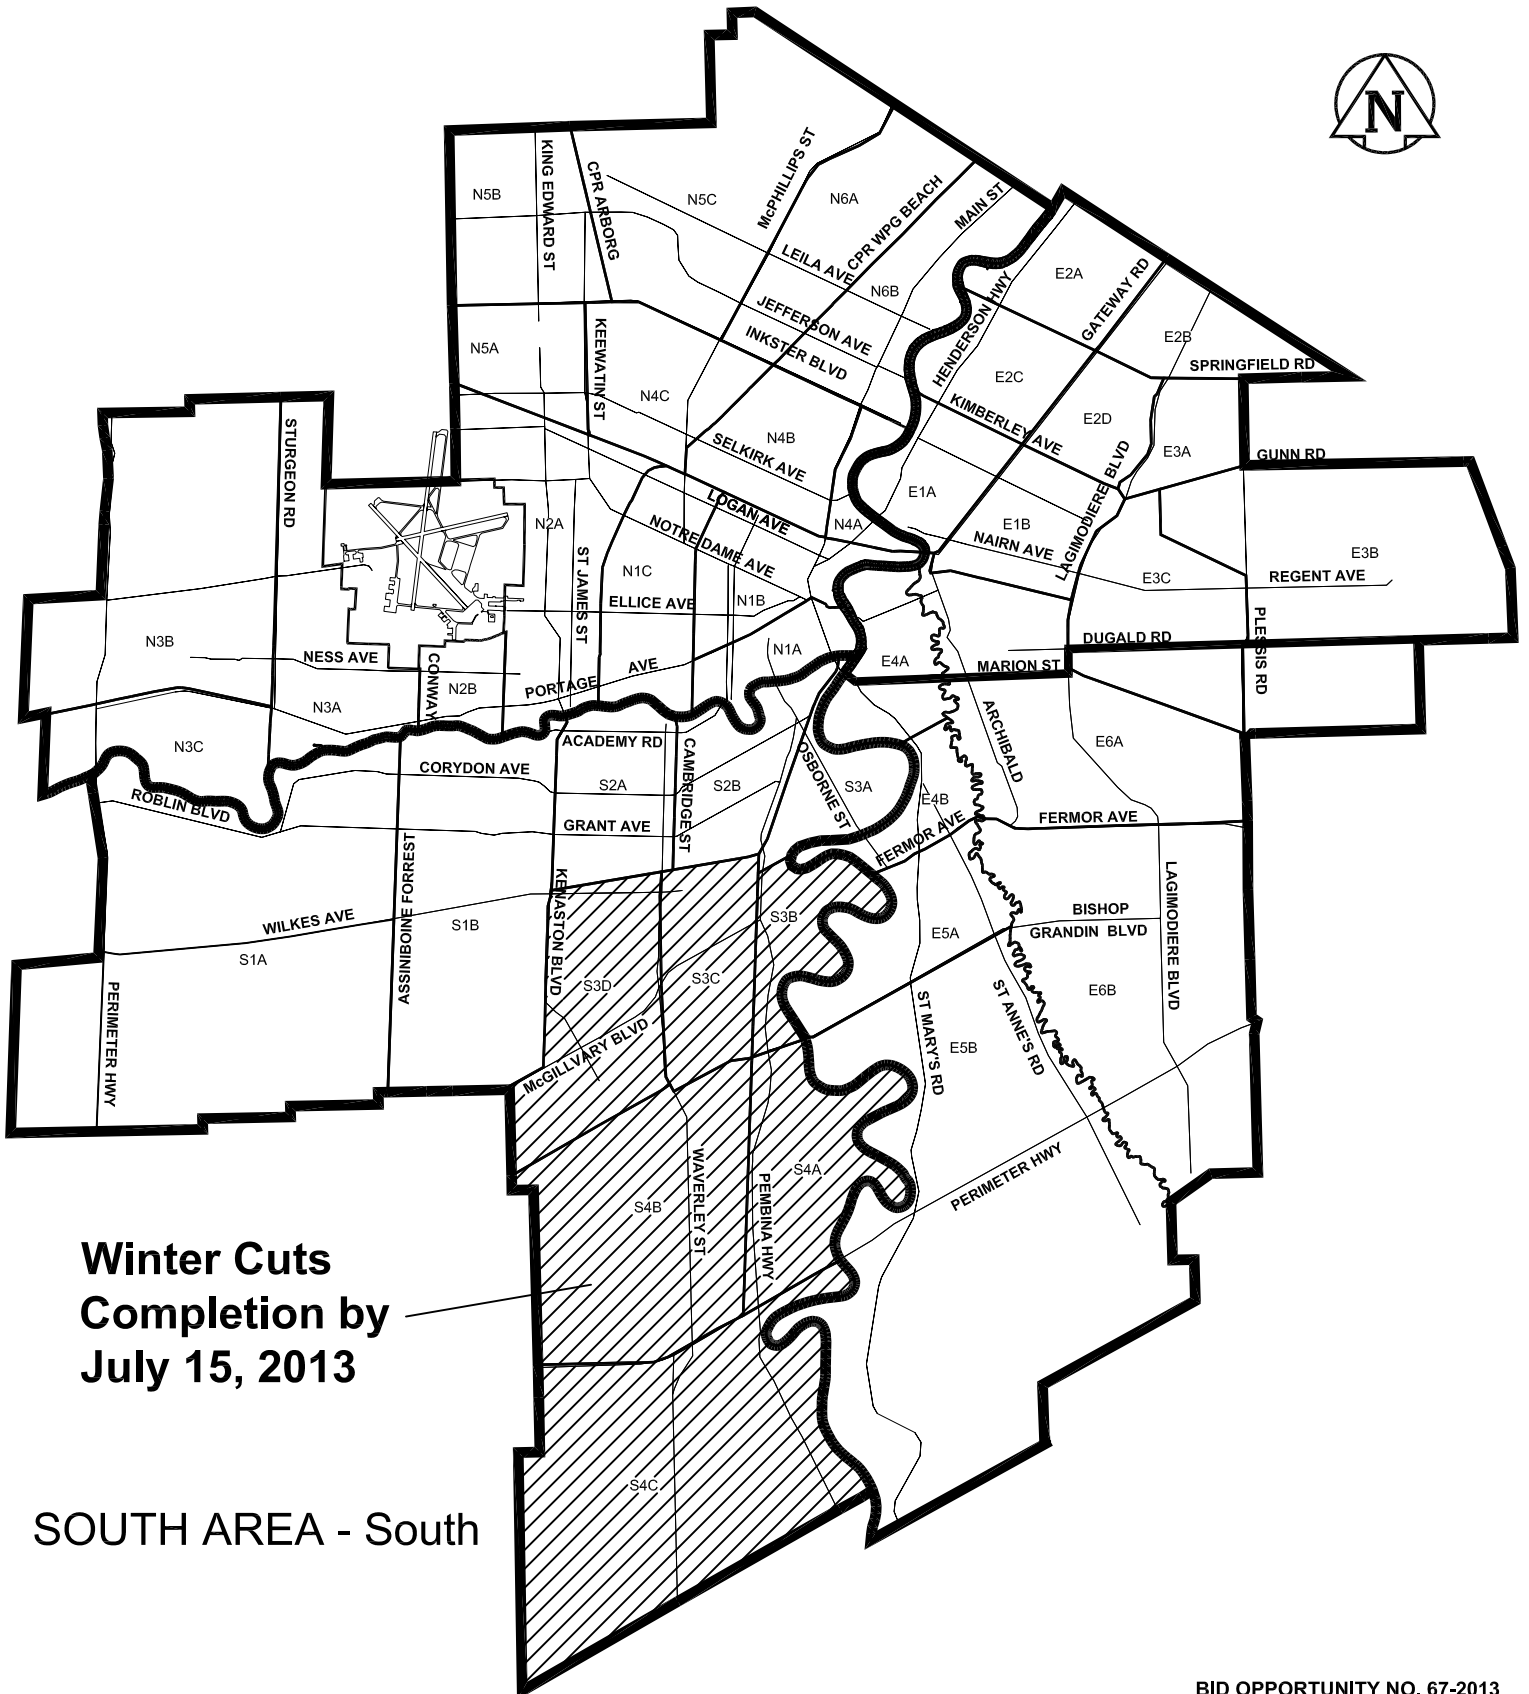 N
KING EDWARD ST
CPR ARBORG
McPHILLIPS ST
N5B
N5C
N6A
CPR WPG BEACH
MAIN ST
LEILA AVE
N6B
JEFFERSON AVE
INKSTER BLVD
HENDERSON HWY
E2A
GATEWAY RD
E2B
SPRINGFIELD RD
N5A
KEEWATIN ST
N4C
N4B
SELKIRK AVE
E2C
KIMBERLEY AVE
E2D
E3A
GUNN RD
LAGIMODIERE BLVD
STURGEON RD
N2A
LOGAN AVE
NOTRE DAME AVE
N4A
E1A
E1B
NAIRN AVE
E3B
E3C
REGENT AVE
ST JAMES ST
N1C
ELLICE AVE
N1B
N3B
NESS AVE
CONWAY
N2B
PORTAGE
AVE
N1A
E4A
MARION ST
DUGALD RD
PLESSIS RD
N3A
N3C
ACADEMY RD
CORYDON AVE
CAMBRIDGE ST
S2A
S2B
OSBORNE ST
S3A
ARCHIBALD
E6A
ROBLIN BLVD
GRANT AVE
E4B
FERMOR AVE
FERMOR AVE
ASSINIBOINE FORREST
KENASTON BLVD
WILKES AVE
S1B
S1A
S3B
S3C
S3D
E5A
BISHOP
GRANDIN BLVD
LAGIMODIERE BLVD
E6B
PERIMETER HWY
McGILLVARY BLVD
ST MARY'S RD
E5B
ST ANNE'S RD
S4A
S4B
WAVERLEY ST
PEMBINA HWY
PERIMETER HWY
Winter Cuts
Completion by
July 15, 2013
S4C
SOUTH AREA - South
BID OPPORTUNITY NO. 67-2013